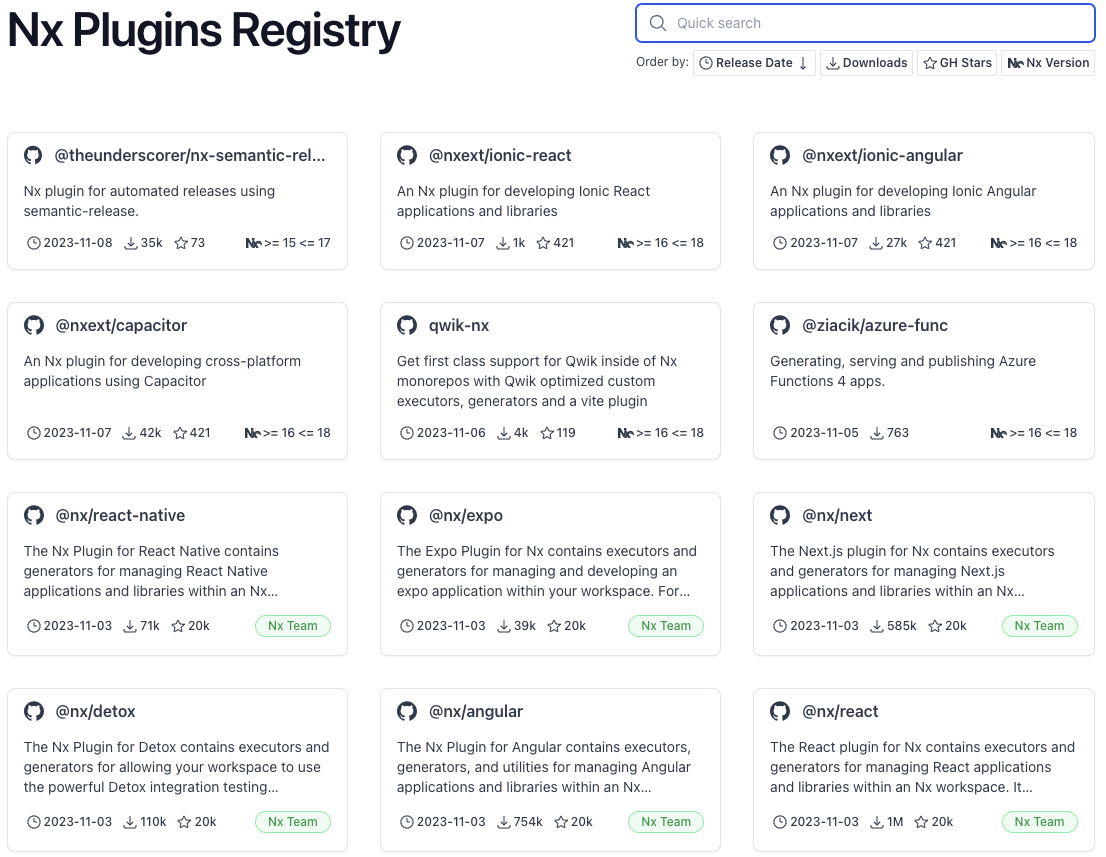 Nx Plugins Registry
Quick search
Order by: Release Date ↓ Downloads GH Stars Nx Version
@theunderscorer/nx-semantic-rel...
Nx plugin for automated releases using
semantic-release.
2023-11-08 35k 73 >= 15 <= 17
@nxext/ionic-react
An Nx plugin for developing Ionic React
applications and libraries
2023-11-07 1k 421 >= 16 <= 18
@nxext/ionic-angular
An Nx plugin for developing Ionic Angular
applications and libraries
2023-11-07 27k 421 >= 16 <= 18
@nxext/capacitor
An Nx plugin for developing cross-platform
applications using Capacitor
2023-11-07 42k 421 >= 16 <= 18
qwik-nx
Get first class support for Qwik inside of Nx
monorepos with Qwik optimized custom
executors, generators and a vite plugin
2023-11-06 4k 119 >= 16 <= 18
@ziacik/azure-func
Generating, serving and publishing Azure
Functions 4 apps.
2023-11-05 763 >= 16 <= 18
@nx/react-native
The Nx Plugin for React Native contains
generators for managing React Native
applications and libraries within an Nx...
2023-11-03 71k 20k Nx Team
@nx/expo
The Expo Plugin for Nx contains executors and
generators for managing and developing an
expo application within your workspace. For...
2023-11-03 39k 20k Nx Team
@nx/next
The Next.js plugin for Nx contains executors
and generators for managing Next.js
applications and libraries within an Nx...
2023-11-03 585k 20k Nx Team
@nx/detox
The Nx Plugin for Detox contains executors and
generators for allowing your workspace to use
the powerful Detox integration testing...
2023-11-03 110k 20k Nx Team
@nx/angular
The Nx Plugin for Angular contains executors,
generators, and utilities for managing Angular
applications and libraries within an Nx...
2023-11-03 754k 20k Nx Team
@nx/react
The React plugin for Nx contains executors and
generators for managing React applications
and libraries within an Nx workspace. It...
2023-11-03 1M 20k Nx Team